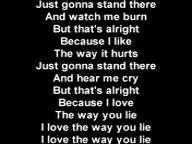 Just gonna stand there
And watch me burn
But that's alright
Because I like
The way it hurts
Just gonna stand there
And hear me cry
But that's alright
Because I love
The way you lie
I love the way you lie
I love the way you lie